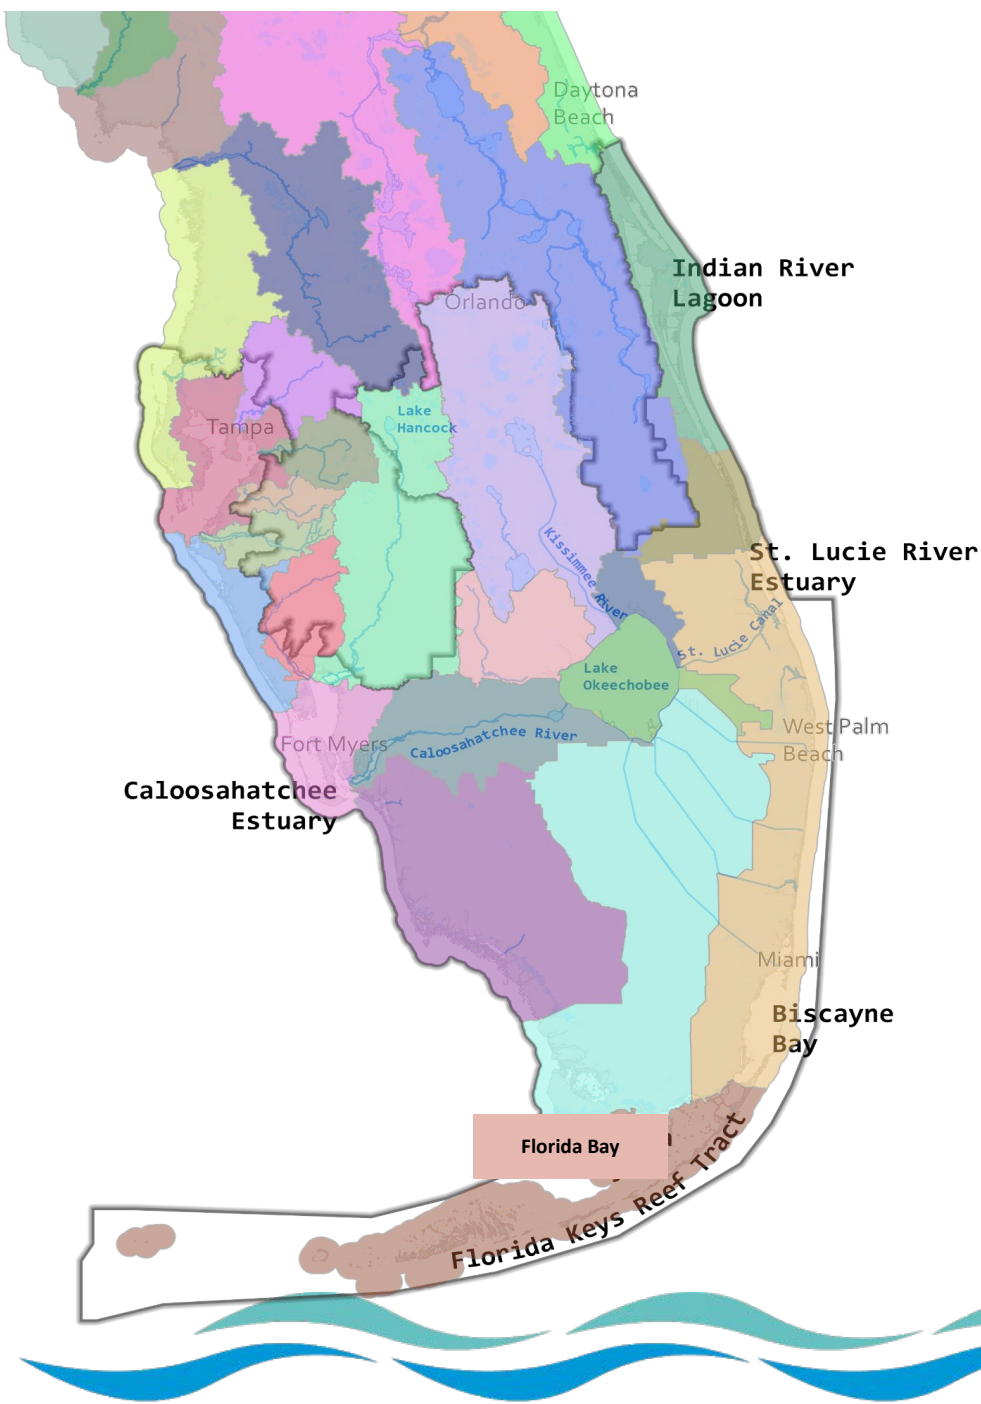 Daytona
Beach
Indian River
Lagoon
Orlando
Lake
Hancock
Tampa
Kissimmee River
St. Lucie River
Estuary
St. Lucie Canal
Lake
Okeechobee
West Palm
Beach
Fort Myers
Caloosahatchee River
Caloosahatchee
Estuary
Miami
Biscayne
Bay
Florida Bay
Florida Keys Reef Tract